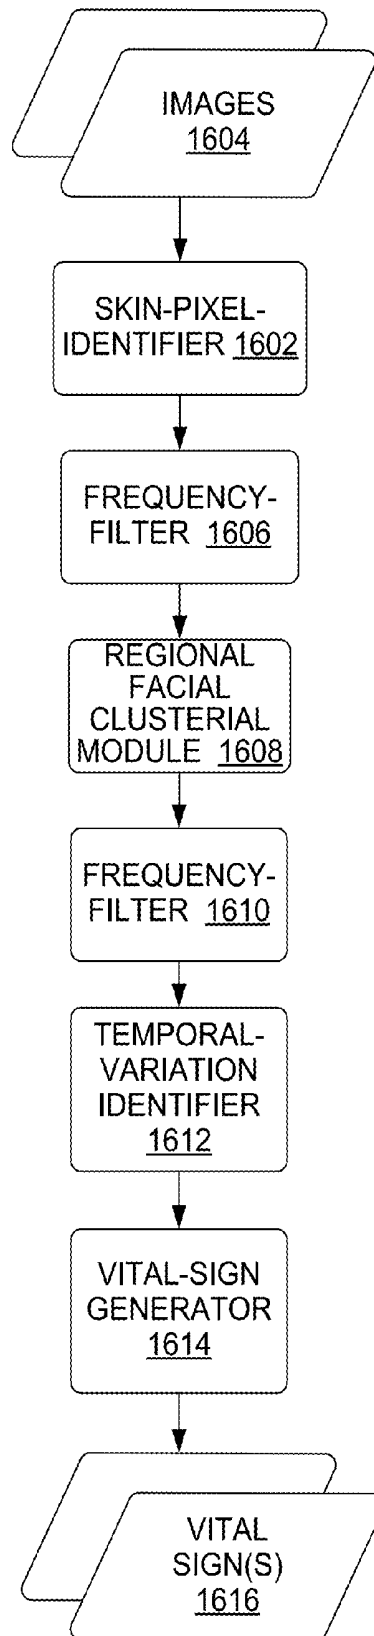 IMAGES
1604
SKIN-PIXEL-
IDENTIFIER 1602
FREQUENCY-
FILTER 1606
REGIONAL
FACIAL
CLUSTERIAL
MODULE 1608
FREQUENCY-
FILTER 1610
TEMPORAL-
VARIATION
IDENTIFIER
1612
VITAL-SIGN
GENERATOR
1614
VITAL
SIGN(S)
1616